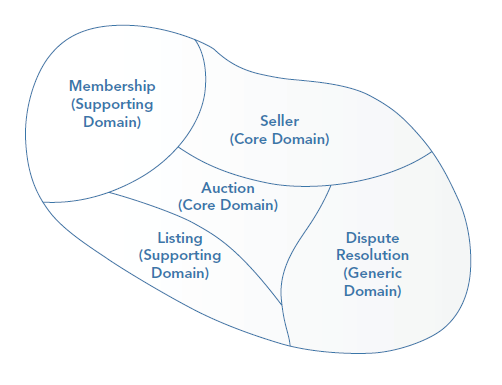 Membership
(Supporting
Domain)
Seller
(Core Domain)
Auction
(Core Domain)
Listing
(Supporting
Domain)
Dispute
Resolution
(Generic
Domain)